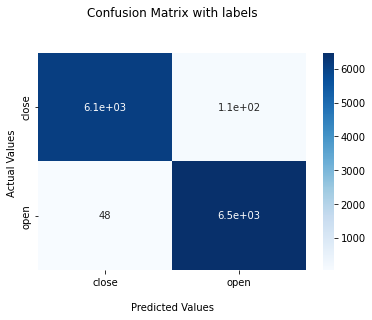 Confusion Matrix with labels
close
6.1e+03
1.1e+02
open
48
6.5e+03
Actual Values
close
open
Predicted Values
6000
5000
4000
3000
2000
1000